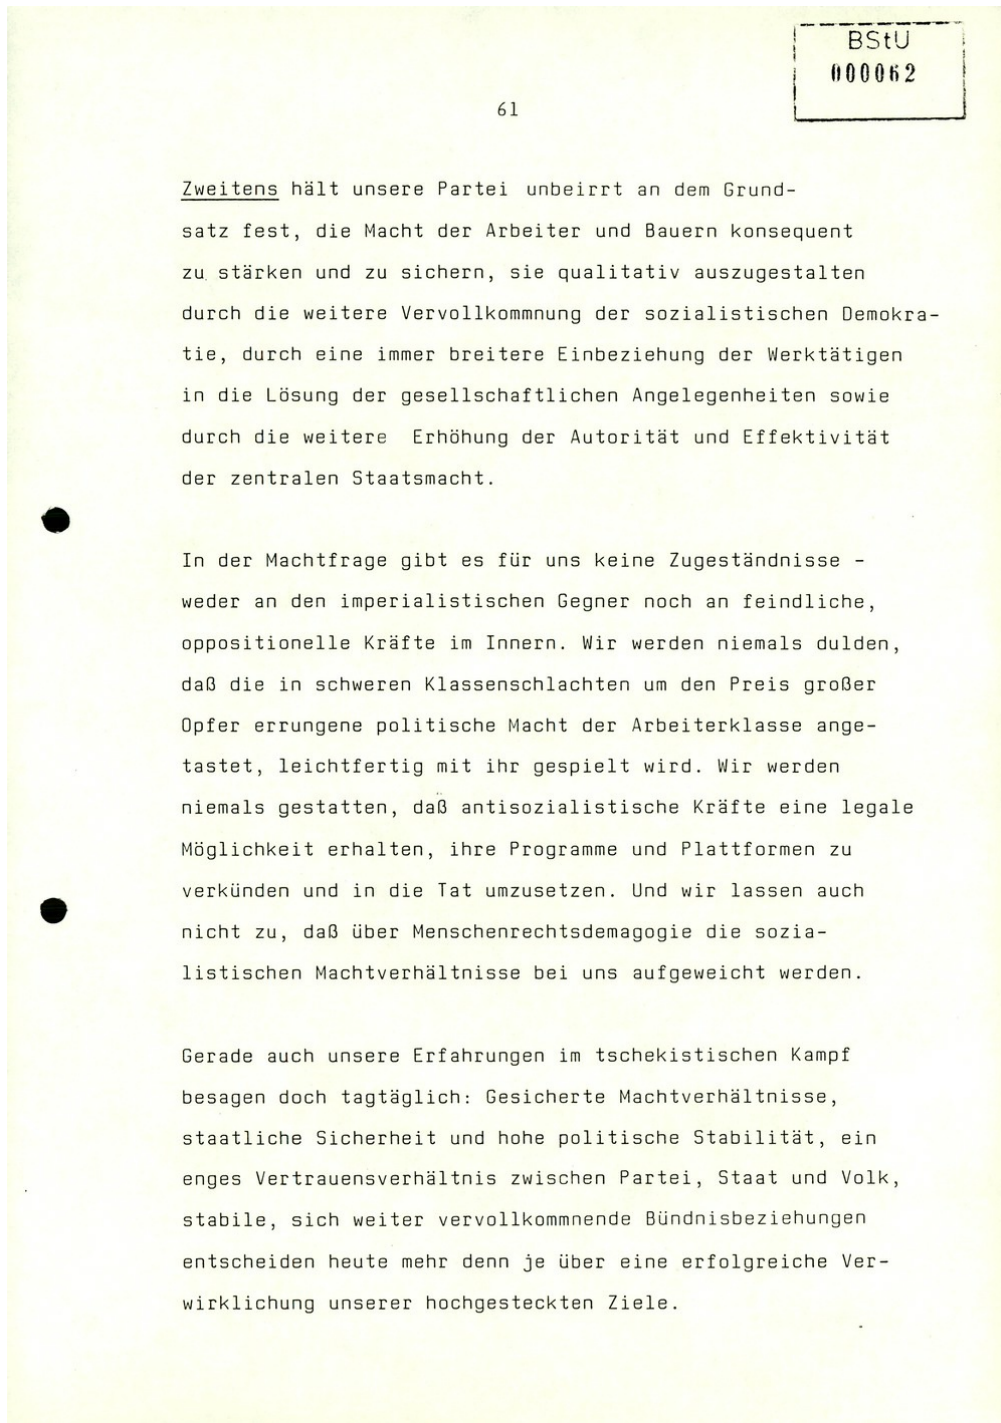 BStU
000062
61
Zweitens hält unsere Partei unbeirrt an dem Grund-
satz fest, die Macht der Arbeiter und Bauern konsequent
zu stärken und zu sichern, sie qualitativ auszugestalten
durch die weitere Vervollkommnung der sozialistischen Demokra-
tie, durch eine immer breitere Einbeziehung der Werktätigen
in die Lösung der gesellschaftlichen Angelegenheiten sowie
durch die weitere Erhöhung der Autorität und Effektivität
der zentralen Staatsmacht.
In der Machtfrage gibt es für uns keine Zugeständnisse -
weder an den imperialistischen Gegner noch an feindliche,
oppositionelle Kräfte im Innern. Wir werden niemals dulden,
daß die in schweren Klassenschlachten um den Preis großer
Opfer errungene politische Macht der Arbeiterklasse ange-
tastet, leichtfertig mit ihr gespielt wird. Wir werden
niemals gestatten, daß antisozialistische Kräfte eine legale
Möglichkeit erhalten, ihre Programme und Plattformen zu
verkünden und in die Tat umzusetzen. Und wir lassen auch
nicht zu, daß über Menschenrechtsdemagogie die sozia-
listischen Machtverhältnisse bei uns aufgeweicht werden.
Gerade auch unsere Erfahrungen im tschekistischen Kampf
besagen doch tagtäglich: Gesicherte Machtverhältnisse,
staatliche Sicherheit und hohe politische Stabilität, ein
enges Vertrauensverhältnis zwischen Partei, Staat und Volk,
stabile, sich weiter vervollkommnende Bündnisbeziehungen
entscheiden heute mehr denn je über eine erfolgreiche Ver-
wirklichung unserer hochgesteckten Ziele.